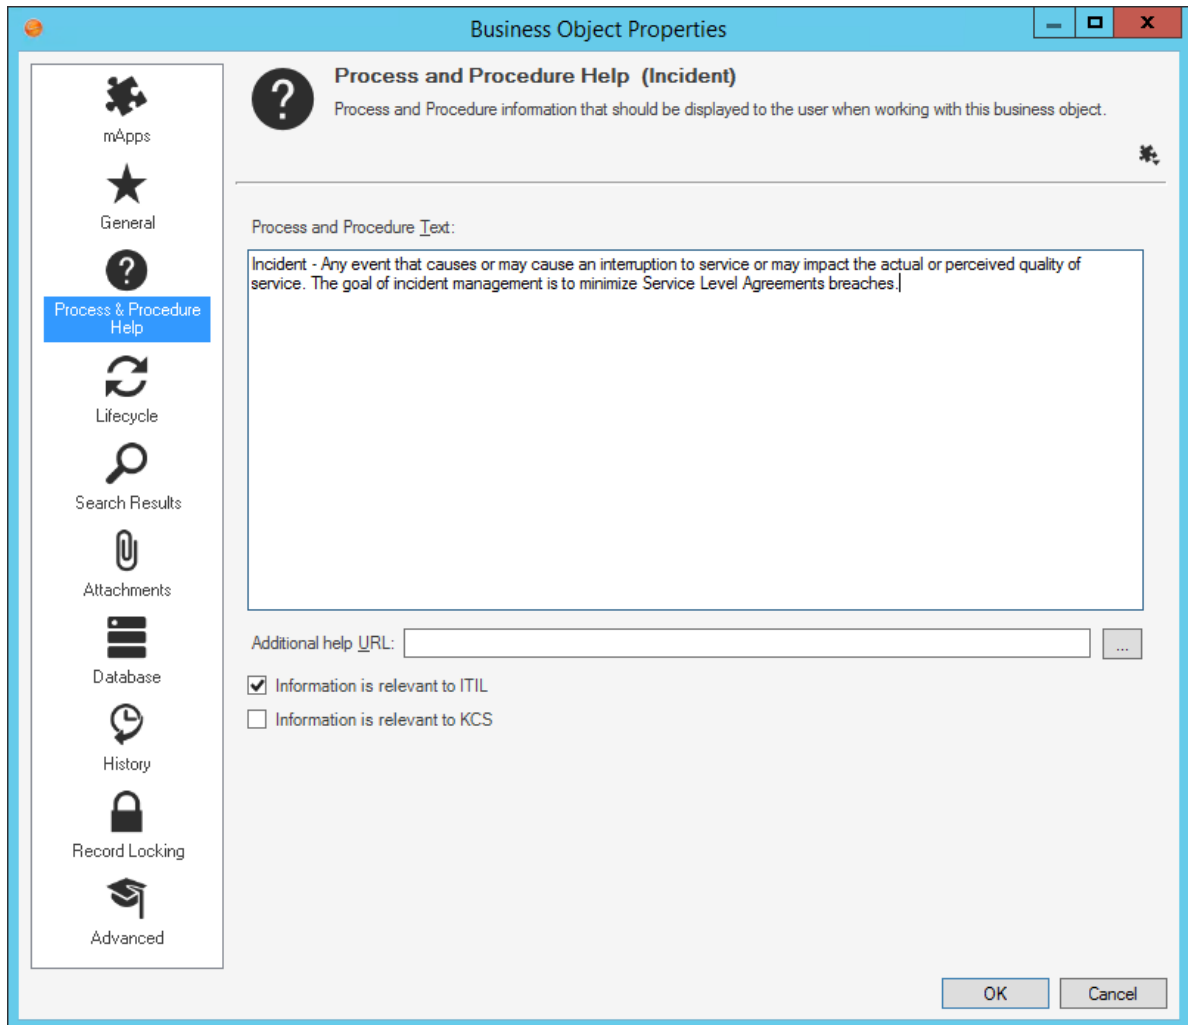 Business Object Properties
mApps
General
Process & Procedure
Help
Lifecycle
Search Results
Attachments
Database
History
Record Locking
Advanced
Process and Procedure Help  (Incident)
Process and Procedure information that should be displayed to the user when working with this business object.
Process and Procedure Text:
Incident - Any event that causes or may cause an interruption to service or may impact the actual or perceived quality of
service. The goal of incident management is to minimize Service Level Agreements breaches.
Additional help URL:
...
Information is relevant to ITIL
Information is relevant to KCS
OK
Cancel